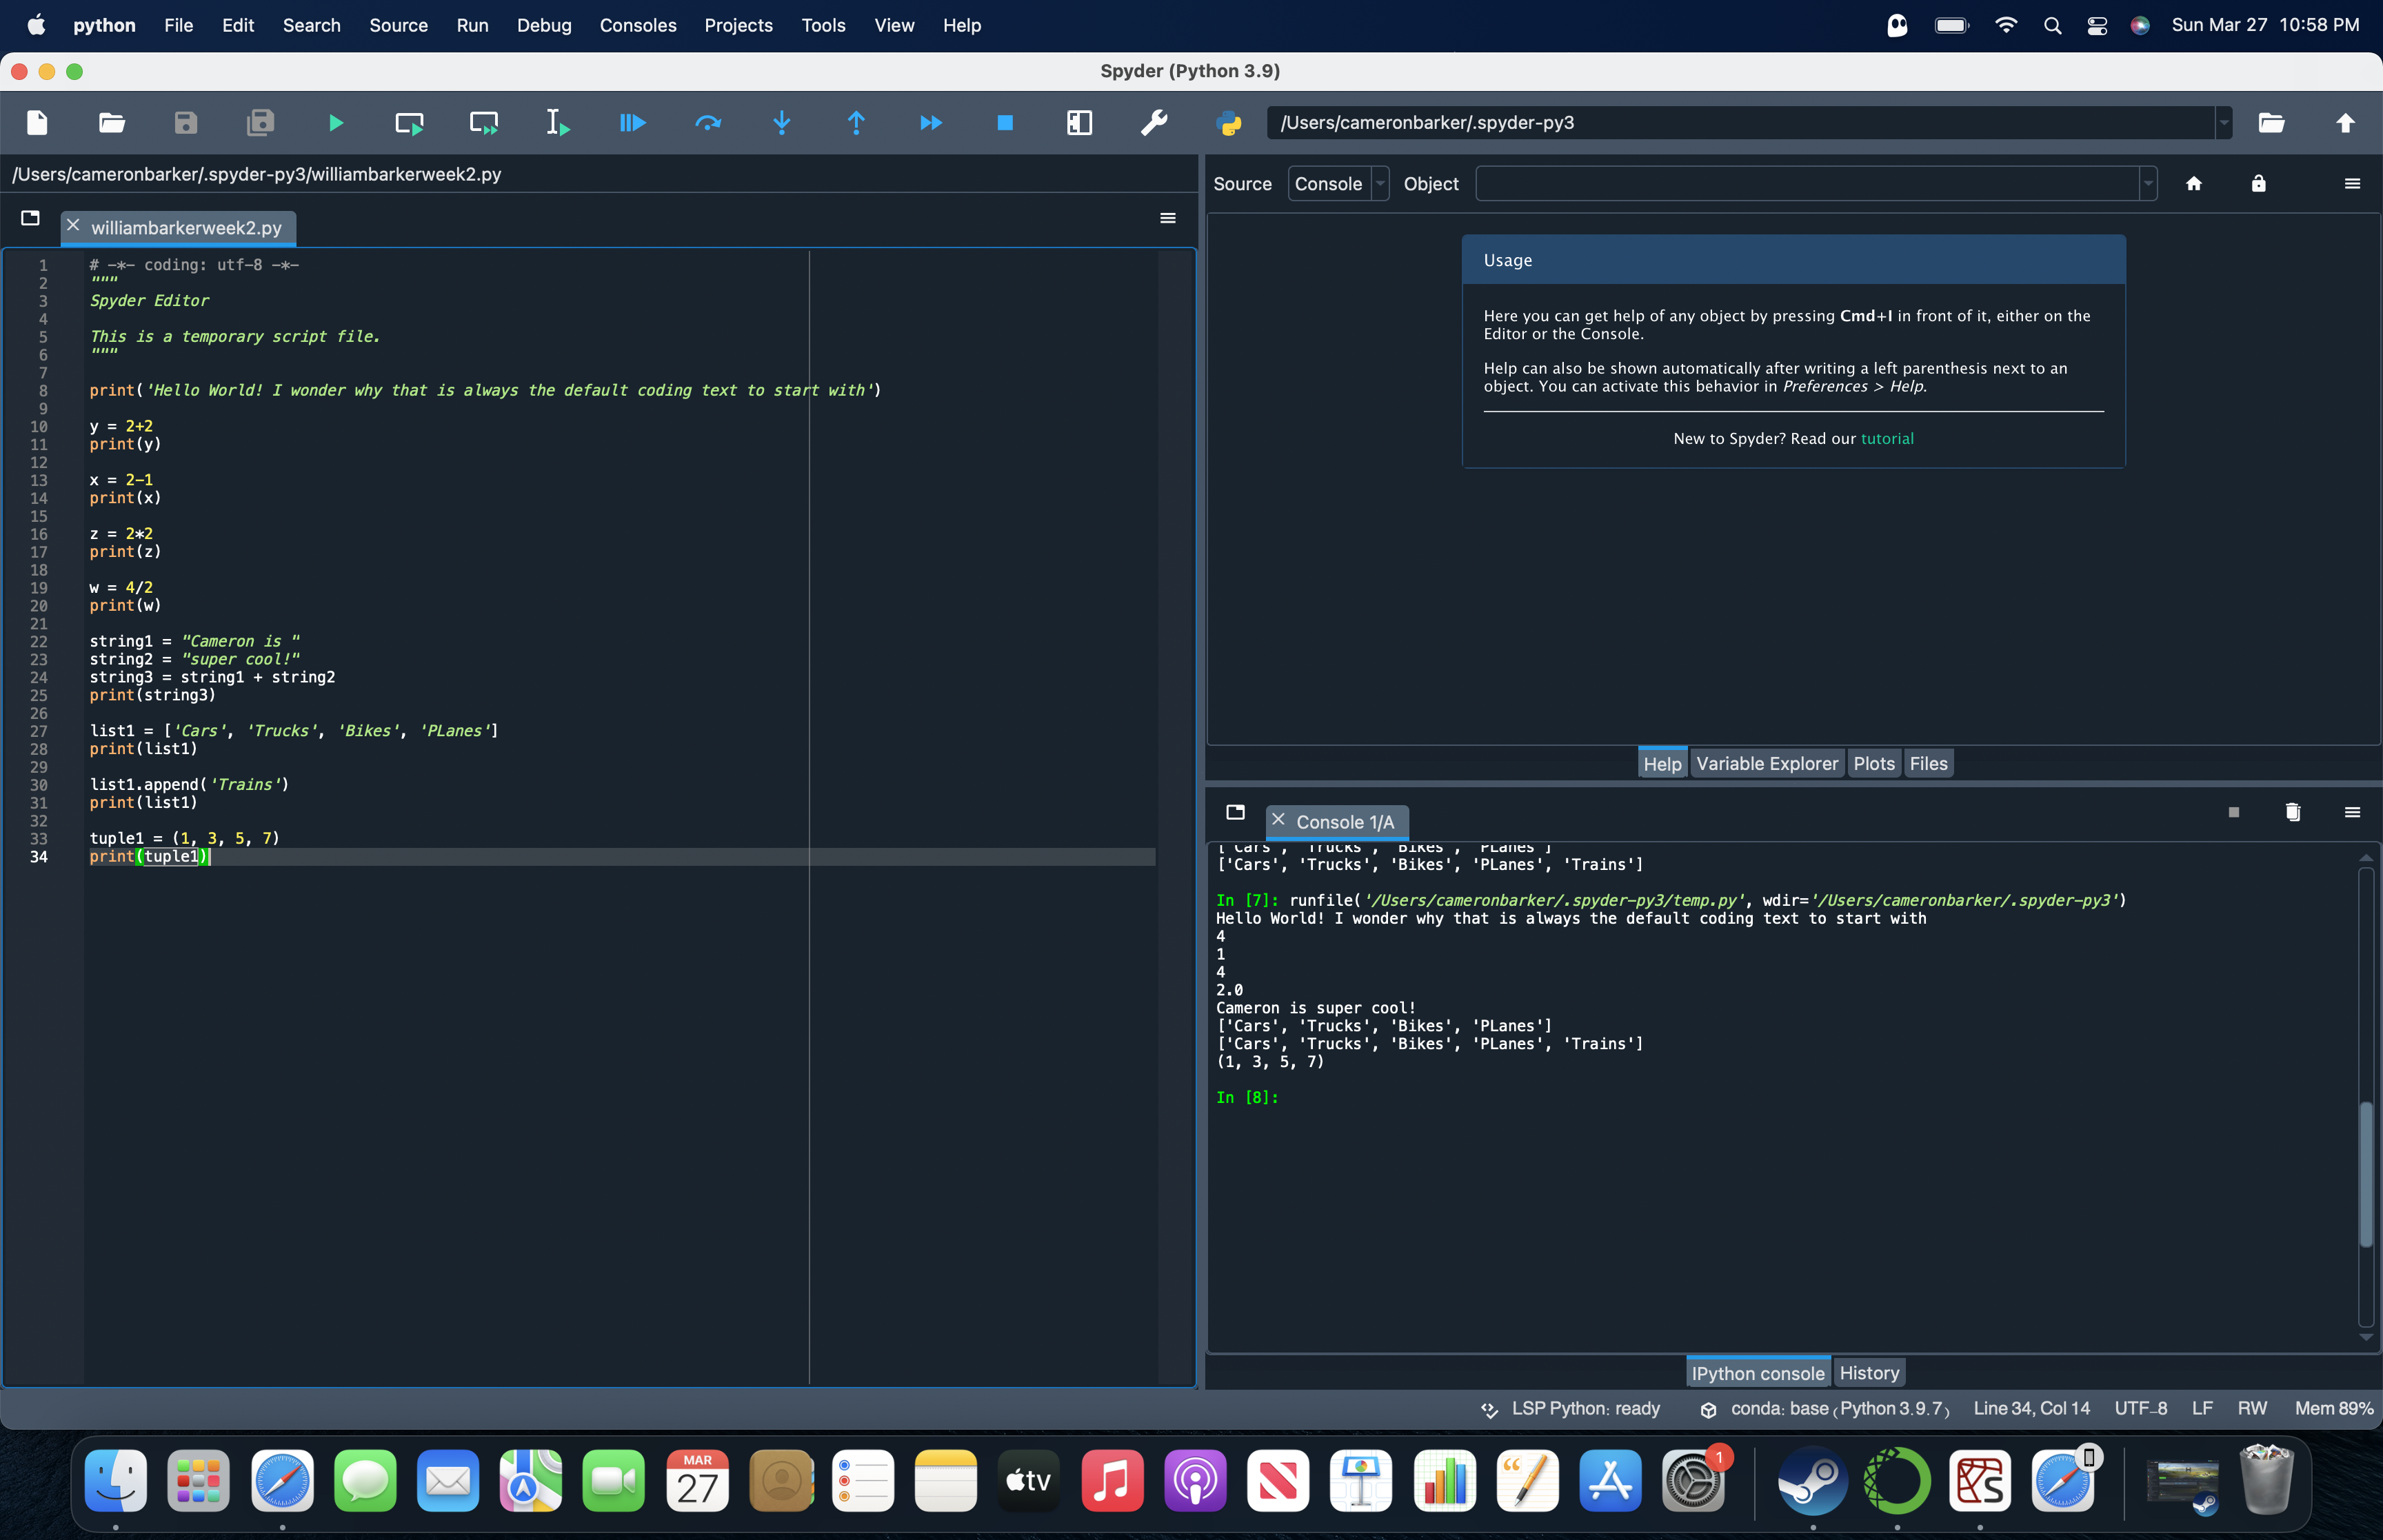 python File Edit Search Source Run Debug Consoles Projects Tools View Help Sun Mar 27 10:58 PM
Spyder (Python 3.9)
/Users/cameronbarker/.spyder-py3
/Users/cameronbarker/.spyder-py3/williambarkerweek2.py
Source Console Object
williambarkerweek2.py
1 # -*- coding: utf-8 -*-
2 """
3 Spyder Editor
4
5 This is a temporary script file.
6 """
7
8 print('Hello World! I wonder why that is always the default coding text to start with')
9
10 y = 2+2
11 print(y)
12
13 x = 2-1
14 print(x)
15
16 z = 2*2
17 print(z)
18
19 w = 4/2
20 print(w)
21
22 string1 = "Cameron is "
23 string2 = "super cool!"
24 string3 = string1 + string2
25 print(string3)
26
27 list1 = ['Cars', 'Trucks', 'Bikes', 'PLanes']
28 print(list1)
29
30 list1.append('Trains')
31 print(list1)
32
33 tuple1 = (1, 3, 5, 7)
34 print(tuple1)
Usage
Here you can get help of any object by pressing Cmd+I in front of it, either on the
Editor or the Console.
Help can also be shown automatically after writing a left parenthesis next to an
object. You can activate this behavior in Preferences > Help.
New to Spyder? Read our tutorial
Help Variable Explorer Plots Files
Console 1/A
['Cars', 'Trucks', 'Bikes', 'PLanes']
['Cars', 'Trucks', 'Bikes', 'PLanes', 'Trains']
In [7]: runfile('/Users/cameronbarker/.spyder-py3/temp.py', wdir='/Users/cameronbarker/.spyder-py3')
Hello World! I wonder why that is always the default coding text to start with
4
1
4
2.0
Cameron is super cool!
['Cars', 'Trucks', 'Bikes', 'PLanes']
['Cars', 'Trucks', 'Bikes', 'PLanes', 'Trains']
(1, 3, 5, 7)
In [8]:
IPython console History
LSP Python: ready conda: base (Python 3.9.7) Line 34, Col 14 UTF-8 LF RW Mem 89%
MAR
27
tv
1